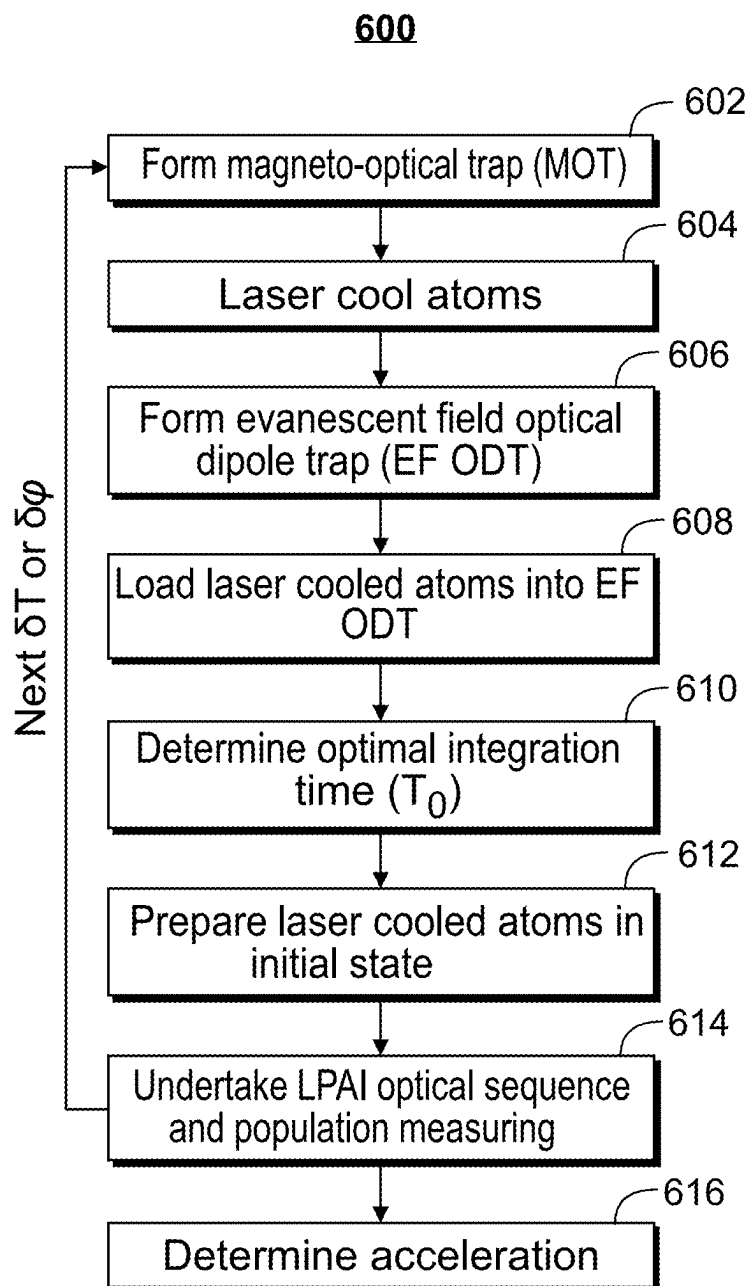 600
602
Form magneto-optical trap (MOT)
604
Laser cool atoms
606
Form evanescent field optical
dipole trap (EF ODT)
608
Load laser cooled atoms into EF
ODT
610
Determine optimal integration
time (T0)
612
Prepare laser cooled atoms in
initial state
614
Undertake LPAI optical sequence
and population measuring
616
Determine acceleration
Next δT or δφ